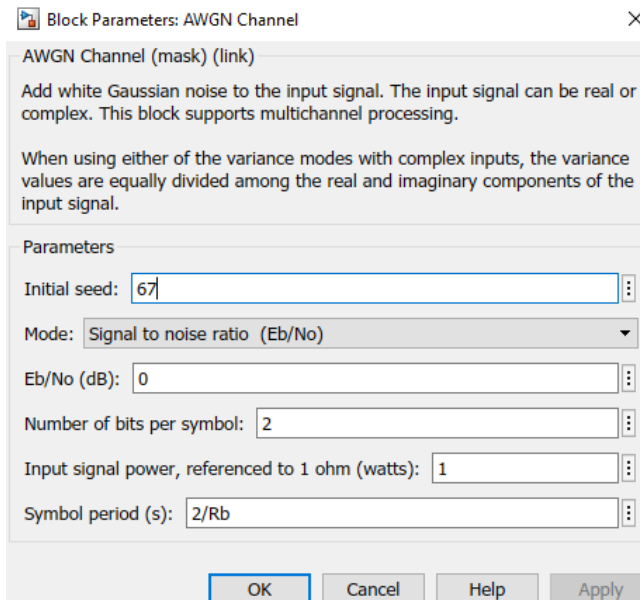 Block Parameters: AWGN Channel
AWGN Channel (mask) (link)
Add white Gaussian noise to the input signal. The input signal can be real or
complex. This block supports multichannel processing.
When using either of the variance modes with complex inputs, the variance
values are equally divided among the real and imaginary components of the
input signal.
Parameters
Initial seed: 67
Mode: Signal to noise ratio (Eb/No)
Eb/No (dB): 0
Number of bits per symbol: 2
Input signal power, referenced to 1 ohm (watts): 1
Symbol period (s): 2/Rb
OK Cancel Help Apply